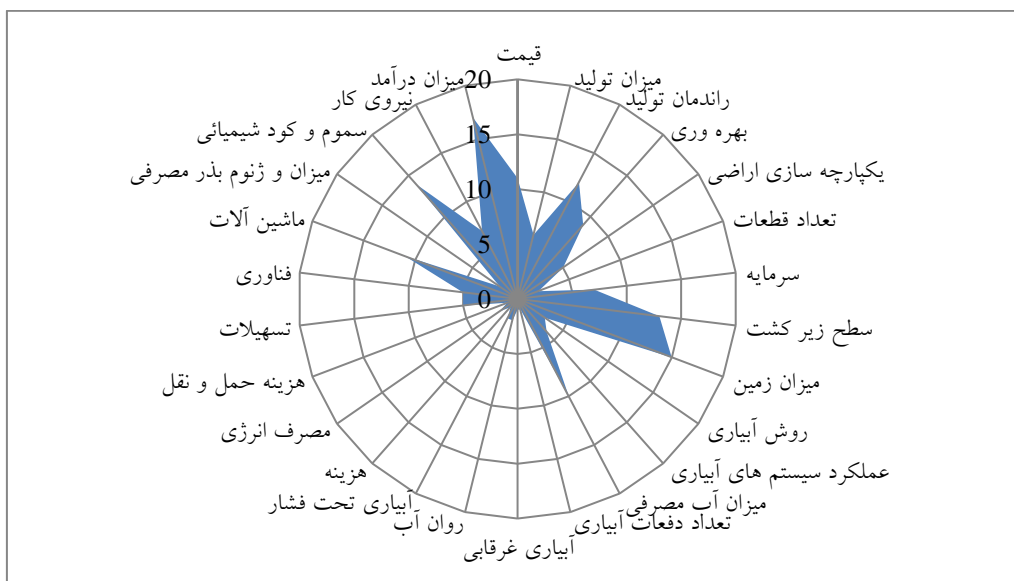 قیمت
میزان تولید
راندمان تولید
بهره وری
یکپارچه سازی اراضی
تعداد قطعات
سرمایه
سطح زیر کشت
میزان زمین
روش آبیاری
عملکرد سیستم های آبیاری
میزان آب مصرفی
تعداد دفعات آبیاری
آبیاری غرقابی
روان آب
آبیاری تحت فشار
هزینه
مصرف انرژی
هزینه حمل و نقل
تسهیلات
فناوری
ماشین آلات
میزان و ژنوم بذر مصرفی
سموم و کود شیمیائی
نیروی کار
میزان درآمد
20
15
10
5
0